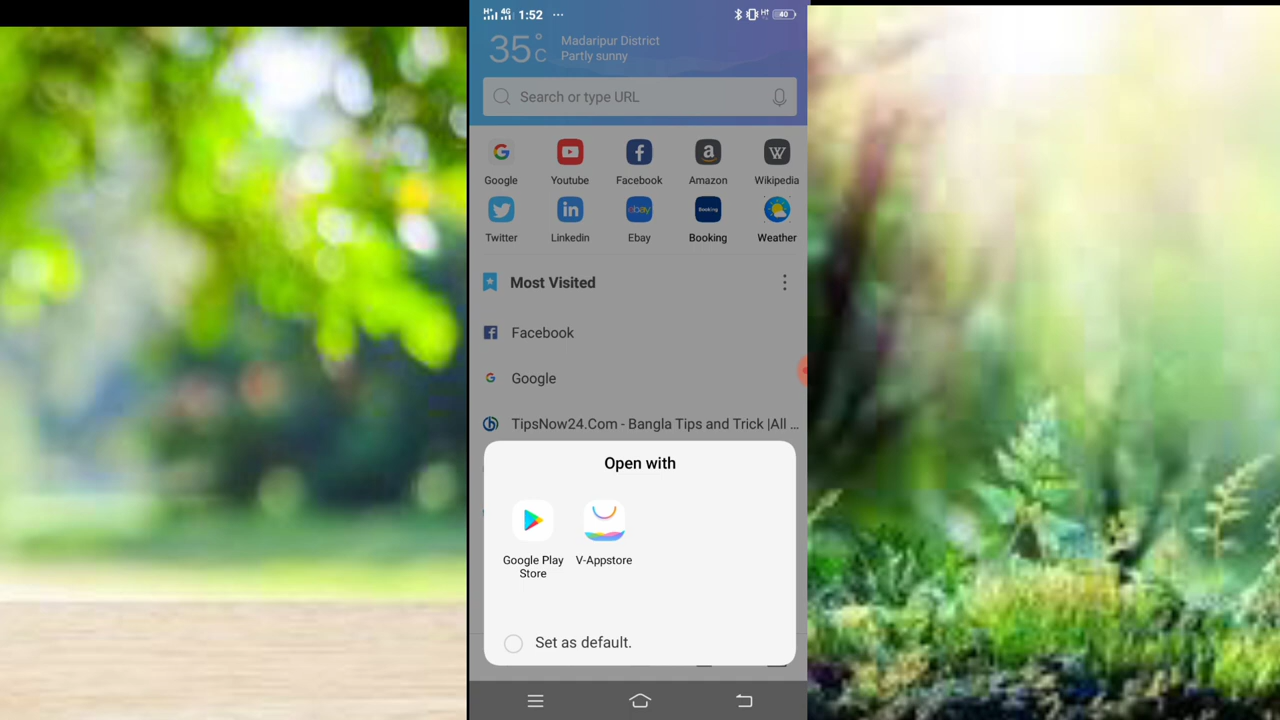 H+ 4G 1:52 ... 40
35°C
Madaripur District
Partly sunny
Search or type URL
Google Youtube Facebook Amazon Wikipedia
Twitter Linkedin Ebay Booking Weather
Most Visited
Facebook
Google
TipsNow24.Com - Bangla Tips and Trick |All ...
Open with
Google Play Store
V-Appstore
Set as default.